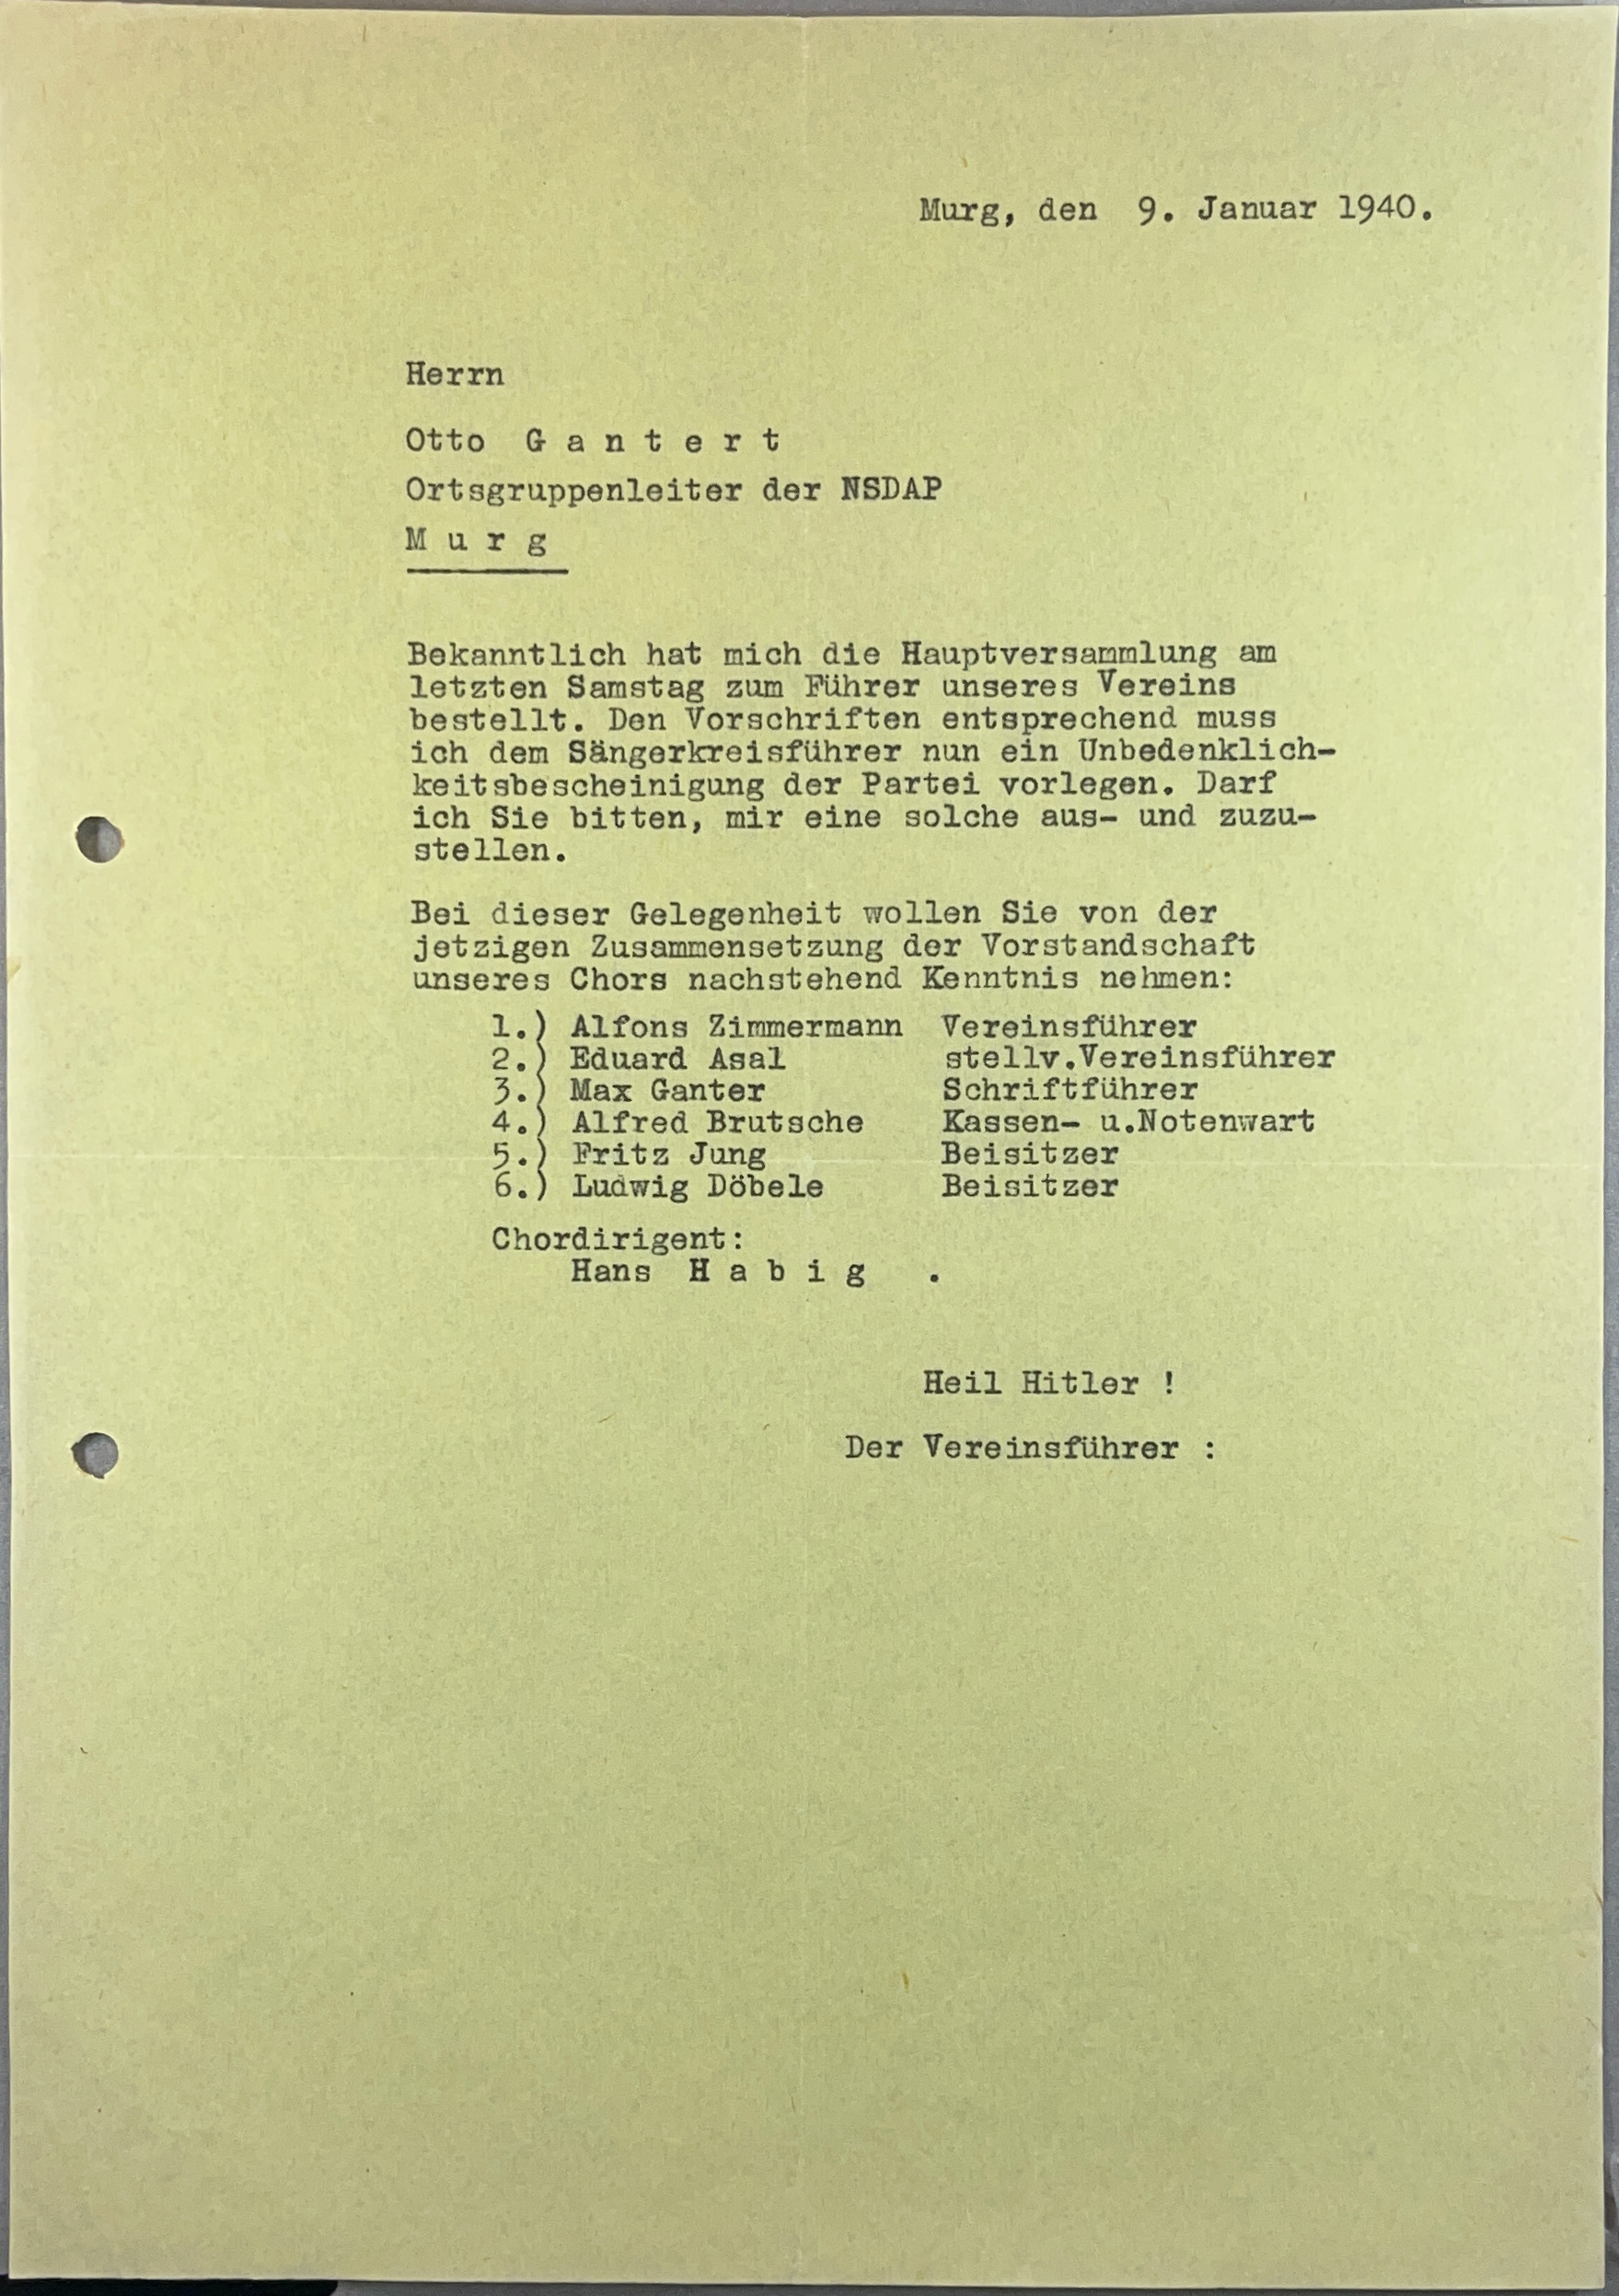 Murg, den 9. Januar 1940.
Herrn
Otto G a n t e r t
Ortsgruppenleiter der NSDAP
M u r g
Bekanntlich hat mich die Hauptversammlung am
letzten Samstag zum Führer unseres Vereins
bestellt. Den Vorschriften entsprechend muss
ich dem Sängerkreisführer nun ein Unbedenklich-
keitsbescheinigung der Partei vorlegen. Darf
ich Sie bitten, mir eine solche aus- und zuzu-
stellen.
Bei dieser Gelegenheit wollen Sie von der
jetzigen Zusammensetzung der Vorstandschaft
unseres Chors nachstehend Kenntnis nehmen:
1.) Alfons Zimmermann Vereinsführer
2.) Eduard Asal stellv.Vereinsführer
3.) Max Ganter Schriftführer
4.) Alfred Brutsche Kassen- u.Notenwart
5.) Fritz Jung Beisitzer
6.) Ludwig Döbele Beisitzer
Chordirigent:
Hans H a b i g .
Heil Hitler !
Der Vereinsführer :